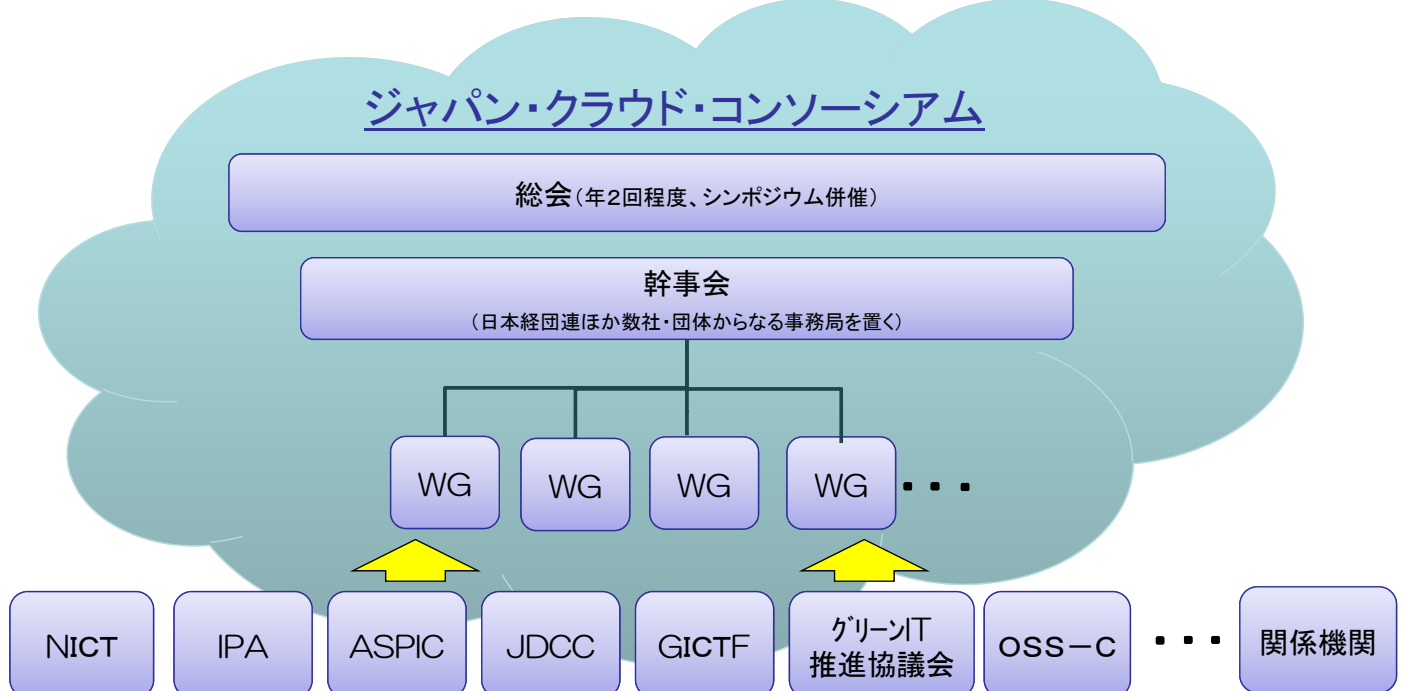 ジャパン・クラウド・コンソーシアム
総会(年2回程度、シンポジウム併催)
幹事会
(日本経団連ほか数社・団体からなる事務局を置く)
WG WG WG WG ・・・
NICT IPA ASPIC JDCC GICTF グリーンIT 推進協議会 OSS-C ・・・ 関係機関